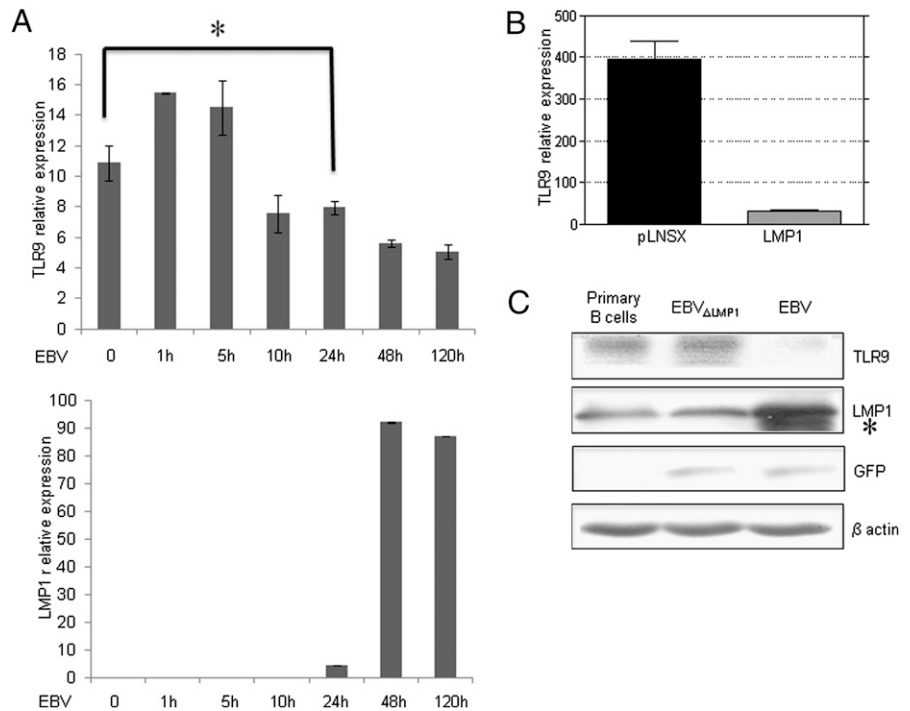 A
*
18
16
14
12
10
8
6
4
2
0
TLR9 relative expression
EBV 0 1h 5h 10h 24h 48h 120h
100
90
80
70
60
50
40
30
20
10
0
LMP1 r elative expression
EBV 0 1h 5h 10h 24h 48h 120h
B
500
400
300
200
100
0
TLR9 relative expression
pLNSX LMP1
C
Primary B cells
EBVΔLMP1
EBV
TLR9
LMP1
*
GFP
β actin